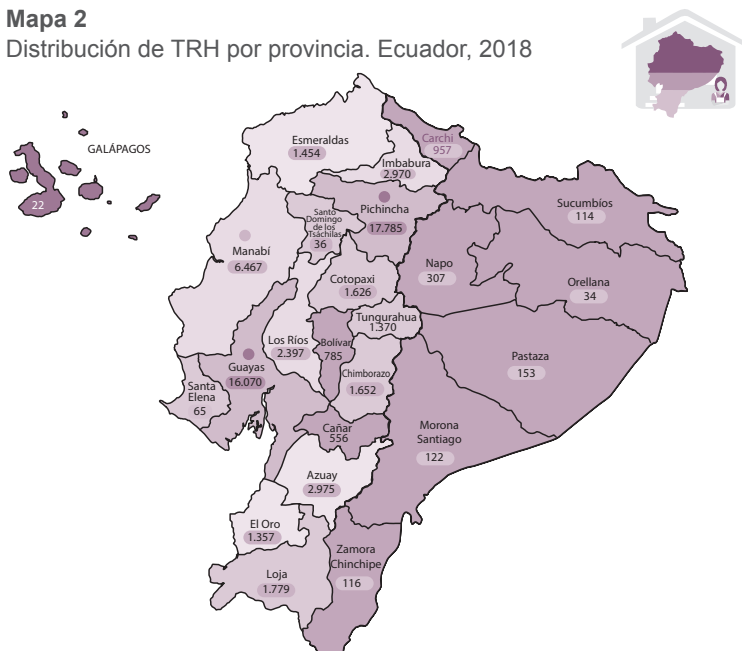 Mapa 2
Distribución de TRH por provincia. Ecuador, 2018
GALÁPAGOS
22
Esmeraldas
1.454
Carchi
957
Imbabura
2.970
Pichincha
17.785
Santo
Domingo
de los
Tsáchilas
36
Sucumbíos
114
Manabí
6.467
Napo
307
Orellana
34
Cotopaxi
1.626
Tungurahua
1.370
Los Ríos
2.397
Bolívar
785
Guayas
16.070
Pastaza
153
Chimborazo
1.652
Santa
Elena
65
Cañar
556
Morona
Santiago
122
Azuay
2.975
El Oro
1.357
Zamora
Chinchipe
116
Loja
1.779